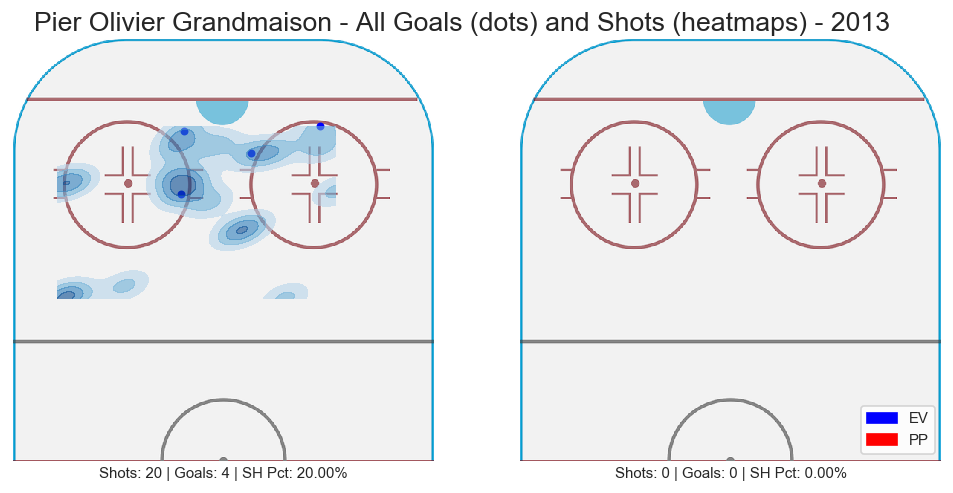 Pier Olivier Grandmaison - All Goals (dots) and Shots (heatmaps) - 2013
EV
PP
Shots: 20 | Goals: 4 | SH Pct: 20.00%
Shots: 0 | Goals: 0 | SH Pct: 0.00%